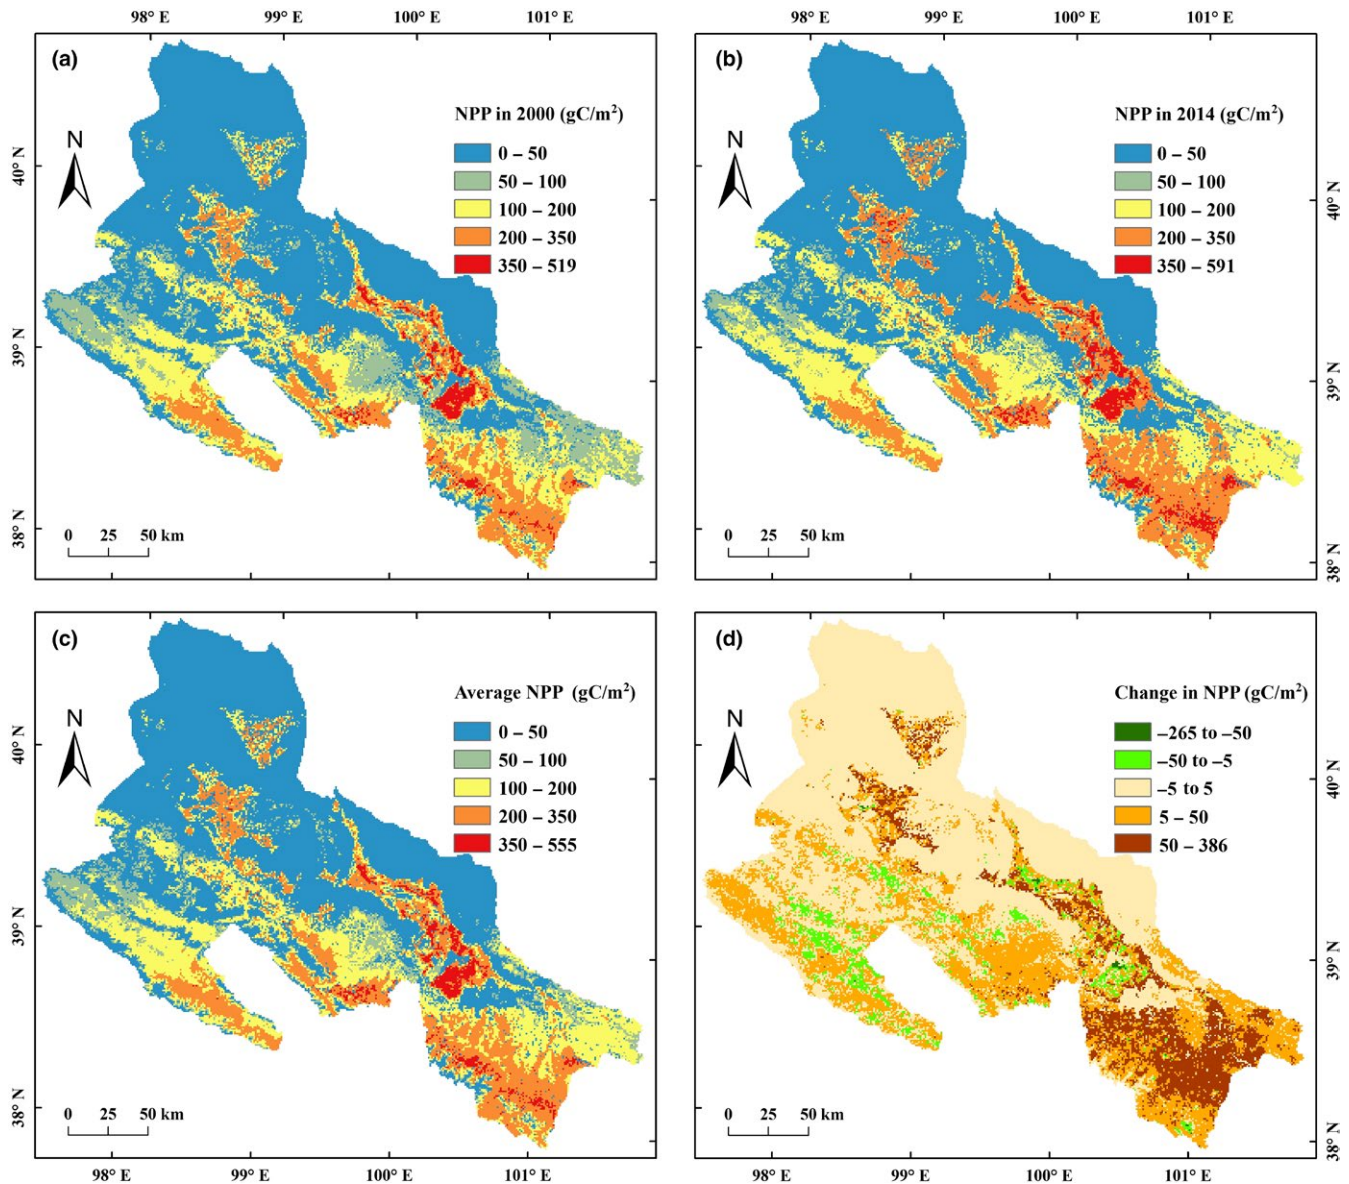 98° E 99° E 100° E 101° E 98° E 99° E 100° E 101° E
(a)
NPP in 2000 (gC/m²)
N
0 – 50
50 – 100
100 – 200
200 – 350
350 – 519
40° N
39° N
38° N
0 25 50 km
(b)
NPP in 2014 (gC/m²)
N
0 – 50
50 – 100
100 – 200
200 – 350
350 – 591
40° N
39° N
38° N
0 25 50 km
(c)
Average NPP (gC/m²)
N
0 – 50
50 – 100
100 – 200
200 – 350
350 – 555
40° N
39° N
38° N
0 25 50 km
(d)
Change in NPP (gC/m²)
N
–265 to –50
–50 to –5
–5 to 5
5 – 50
50 – 386
40° N
39° N
38° N
0 25 50 km
98° E 99° E 100° E 101° E 98° E 99° E 100° E 101° E